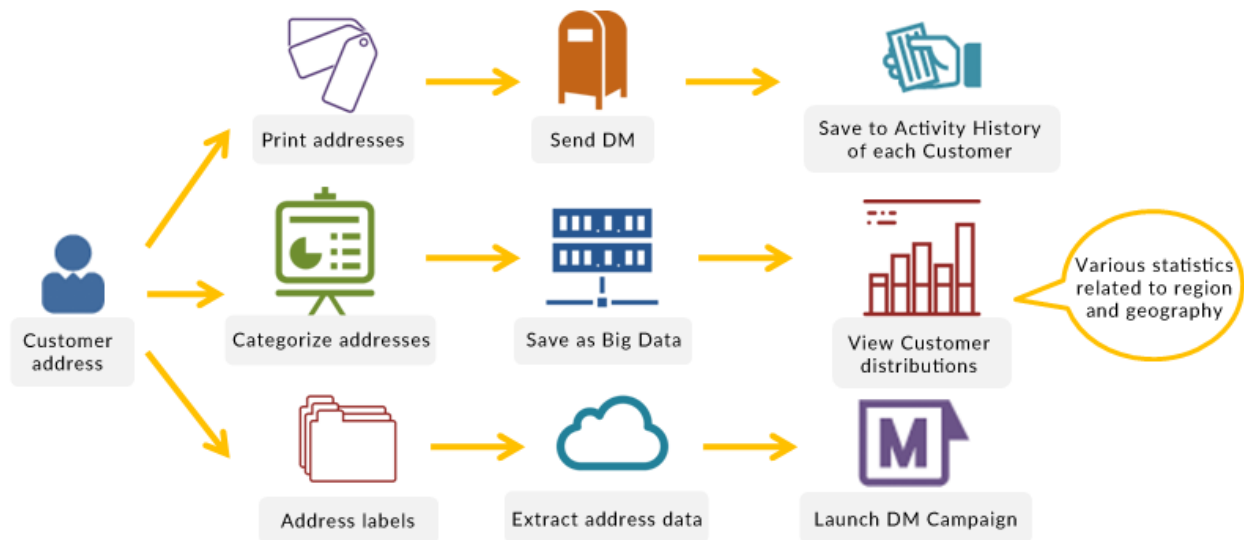 Print addresses
Send DM
Save to Activity History
of each Customer
Customer
address
Categorize addresses
Save as Big Data
View Customer
distributions
Various statistics
related to region
and geography
Address labels
Extract address data
M
Launch DM Campaign